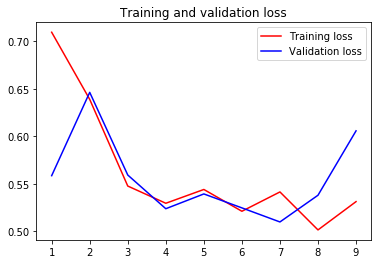 Training and validation loss
Training loss
Validation loss
0.70
0.65
0.60
0.55
0.50
1 2 3 4 5 6 7 8 9